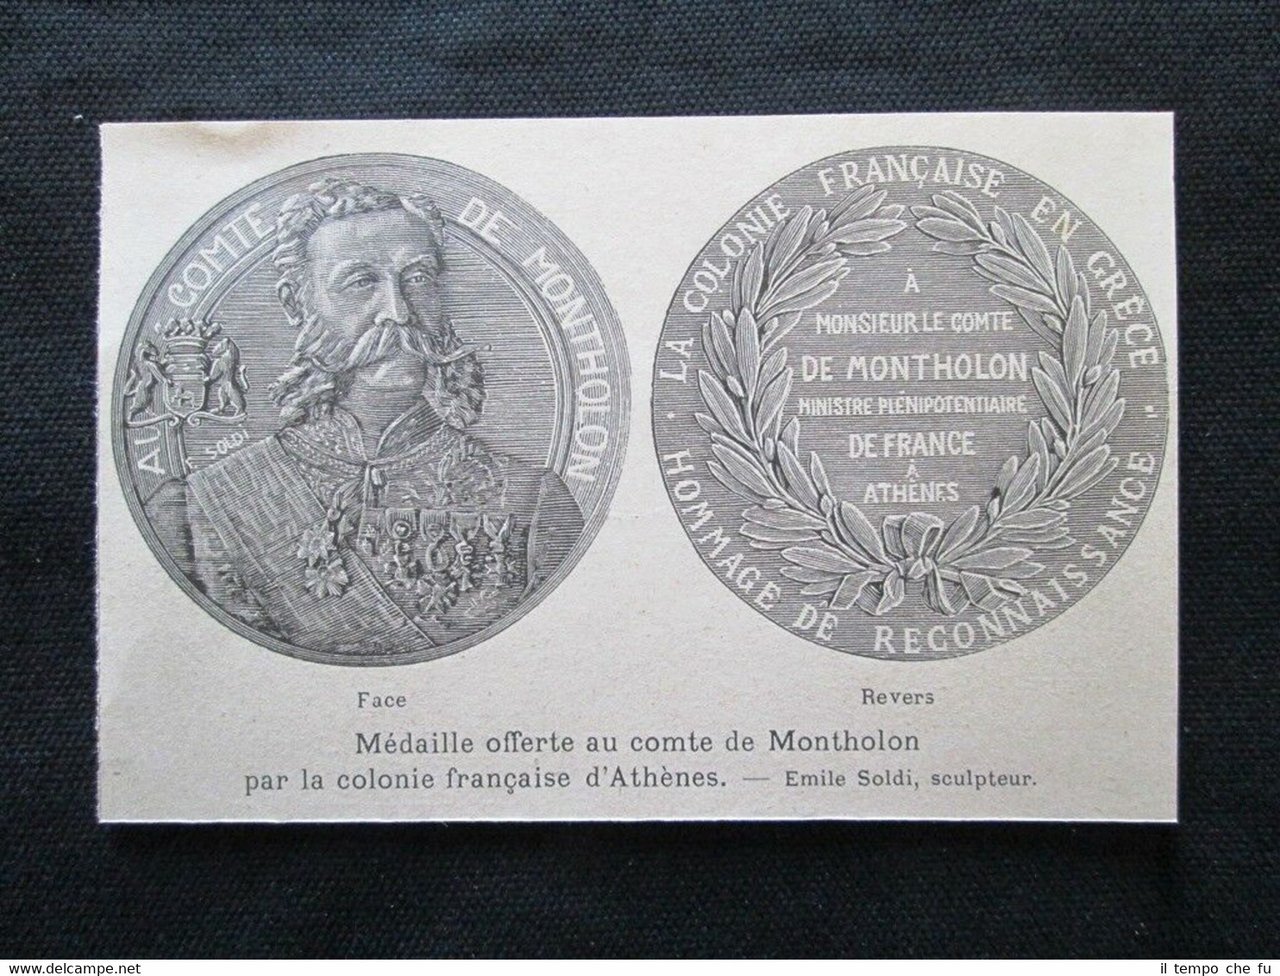 AU COMTE DE MONTHOLON
SOLDI
LA COLONIE FRANÇAISE EN GRÈCE
À
MONSIEUR LE COMTE
DE MONTHOLON
MINISTRE PLÉNIPOTENTIAIRE
DE FRANCE
À
ATHÈNES
HOMMAGE DE RECONNAISSANCE
Face
Revers
Médaille offerte au comte de Montholon
par la colonie française d'Athènes. — Emile Soldi, sculpteur.
www.delcampe.net
il tempo che fu